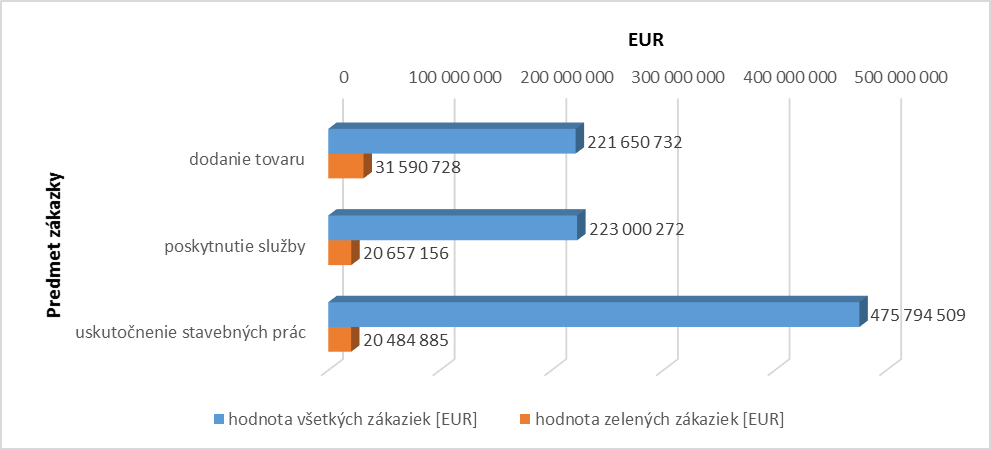 EUR
0 100 000 000 200 000 000 300 000 000 400 000 000 500 000 000
Predmet zákazky
dodanie tovaru
221 650 732
31 590 728
poskytnutie služby
223 000 272
20 657 156
uskutočnenie stavebných prác
475 794 509
20 484 885
hodnota všetkých zákaziek [EUR] hodnota zelených zákaziek [EUR]